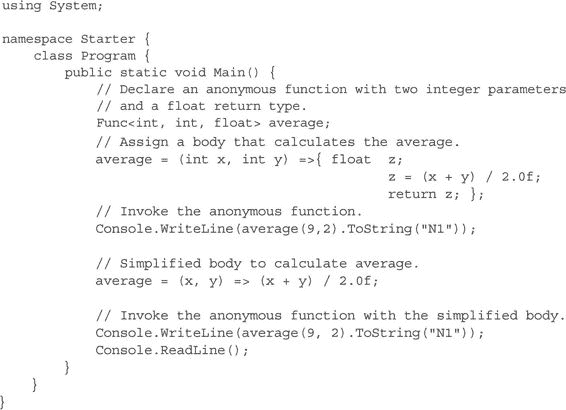 using System;
namespace Starter {
class Program {
public static void Main() {
// Declare an anonymous function with two integer parameters
// and a float return type.
Func<int, int, float> average;
// Assign a body that calculates the average.
average = (int x, int y) =>{ float z;
z = (x + y) / 2.0f;
return z; };
// Invoke the anonymous function.
Console.WriteLine(average(9,2).ToString("N1"));
// Simplified body to calculate average.
average = (x, y) => (x + y) / 2.0f;
// Invoke the anonymous function with the simplified body.
Console.WriteLine(average(9, 2).ToString("N1"));
Console.ReadLine();
}
}
}